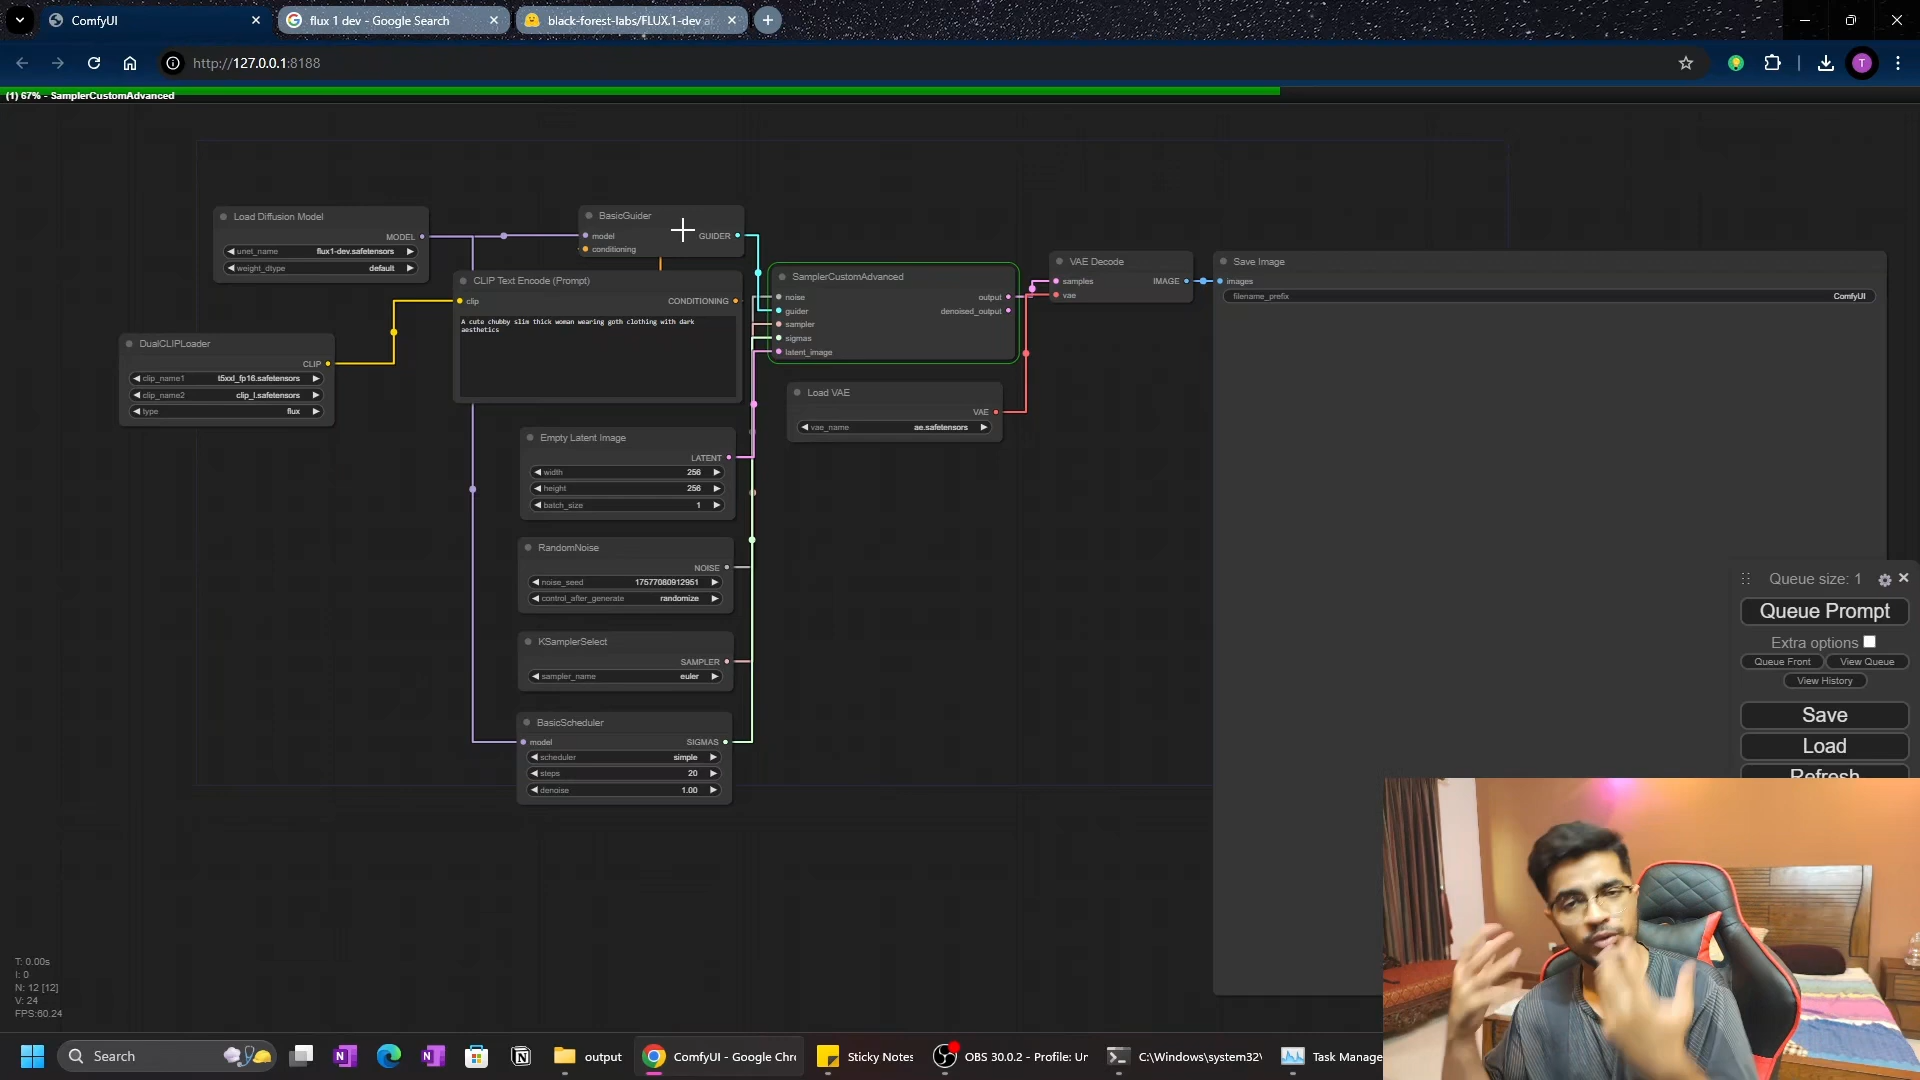 ComfyUI
flux 1 dev - Google Search
black-forest-labs/FLUX.1-dev at
http://127.0.0.1:8188
T
(1) 67% - SamplerCustomAdvanced
Load Diffusion Model
MODEL
unet_name flux1-dev.safetensors
weight_dtype default
BasicGuider
model GUIDER
conditioning
CLIP Text Encode (Prompt)
clip CONDITIONING
A cute chubby slim thick woman wearing goth clothing with dark
aesthetics
DualCLIPLoader
CLIP
clip_name1 t5xxl_fp16.safetensors
clip_name2 clip_l.safetensors
type flux
SamplerCustomAdvanced
noise output
guider denoised_output
sampler
sigmas
latent_image
VAE Decode
samples IMAGE
vae
Save Image
images
filename_prefix ComfyUI
Load VAE
VAE
vae_name ae.safetensors
Empty Latent Image
LATENT
width 256
height 256
batch_size 1
RandomNoise
NOISE
noise_seed 17577080912951
control_after_generate randomize
KSamplerSelect
SAMPLER
sampler_name euler
BasicScheduler
model SIGMAS
scheduler simple
steps 20
denoise 1.00
Queue size: 1
Queue Prompt
Extra options
Queue Front View Queue
View History
Save
Load
Refresh
T: 0.00s
I: 0
N: 12 [12]
V: 24
FPS:60.24
Search
output
ComfyUI - Google Chro
Sticky Notes
OBS 30.0.2 - Profile: Un
C:\Windows\system32\
Task Manage